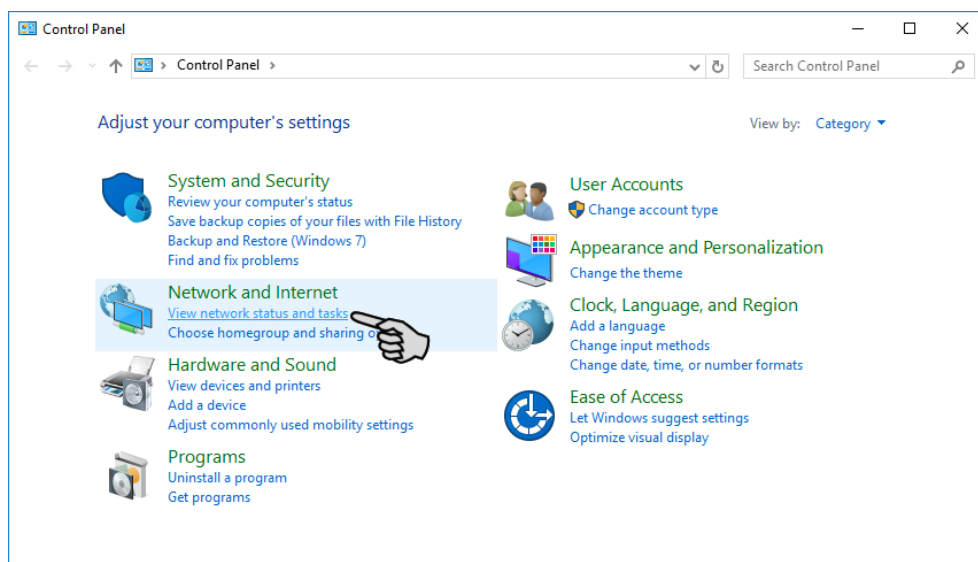 Control Panel
Control Panel
Search Control Panel
Adjust your computer's settings
View by: Category
System and Security
Review your computer's status
Save backup copies of your files with File History
Backup and Restore (Windows 7)
Find and fix problems
Network and Internet
View network status and tasks
Choose homegroup and sharing
Hardware and Sound
View devices and printers
Add a device
Adjust commonly used mobility settings
Programs
Uninstall a program
Get programs
User Accounts
Change account type
Appearance and Personalization
Change the theme
Clock, Language, and Region
Add a language
Change input methods
Change date, time, or number formats
Ease of Access
Let Windows suggest settings
Optimize visual display